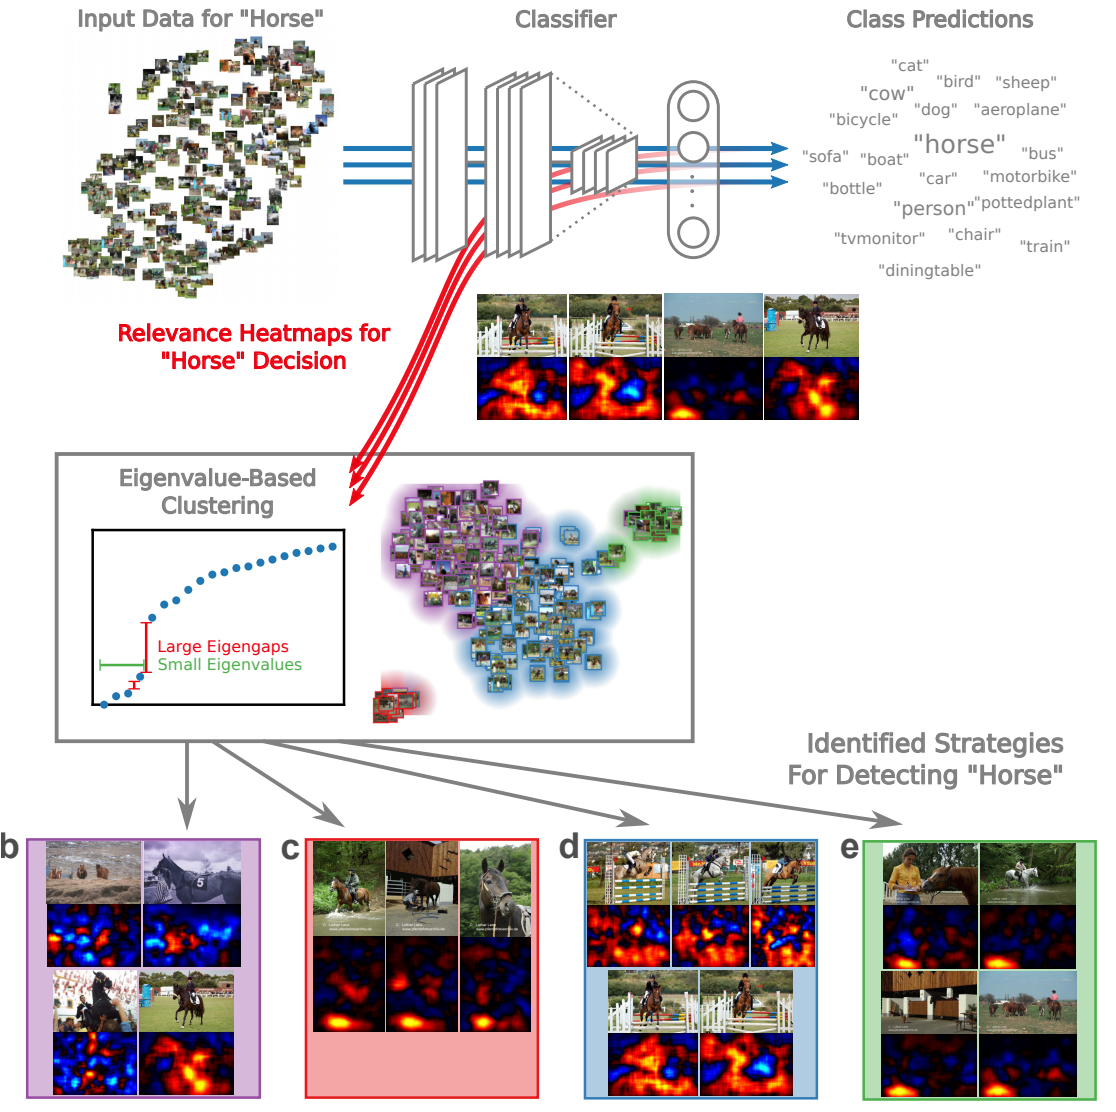 Input Data for "Horse"
Classifier
Class Predictions
"cat"
"bird"
"sheep"
"cow"
"dog"
"aeroplane"
"bicycle"
"horse"
"sofa"
"boat"
"bus"
"car"
"motorbike"
"bottle"
"person"
"pottedplant"
"tvmonitor"
"chair"
"train"
"diningtable"
Relevance Heatmaps for
"Horse" Decision
Eigenvalue-Based
Clustering
Large Eigengaps
Small Eigenvalues
Identified Strategies
For Detecting "Horse"
b
c
d
e
5